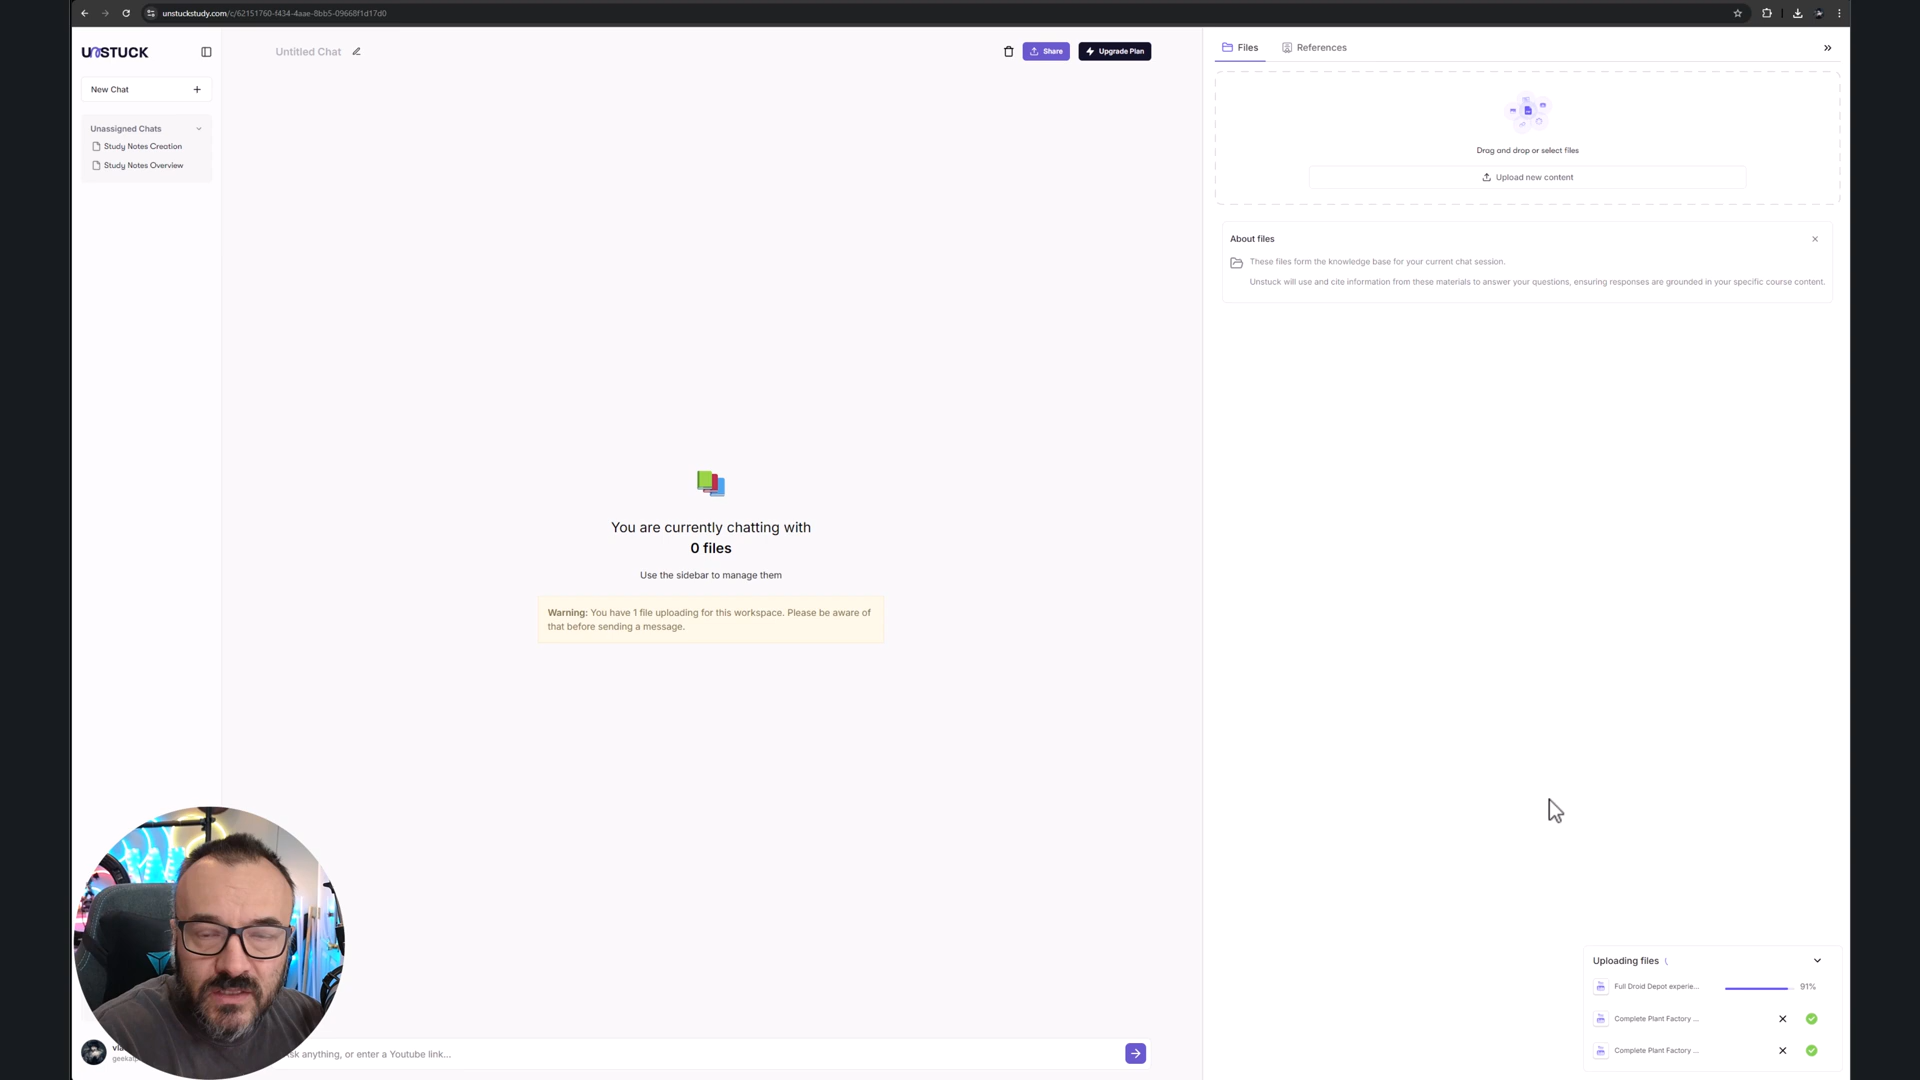 unstuckstudy.com/c/62151760-f434-4aae-8bb5-09668f1d17d0
UNSTUCK
New Chat
Unassigned Chats
Study Notes Creation
Study Notes Overview
Untitled Chat
Share
Upgrade Plan
You are currently chatting with
0 files
Use the sidebar to manage them
Warning: You have 1 file uploading for this workspace. Please be aware of
that before sending a message.
ask anything, or enter a Youtube link...
Files
References
Drag and drop or select files
Upload new content
About files
These files form the knowledge base for your current chat session.
Unstuck will use and cite information from these materials to answer your questions, ensuring responses are grounded in your specific course content.
Uploading files
Full Droid Depot experie...
91%
Complete Plant Factory ...
Complete Plant Factory ...